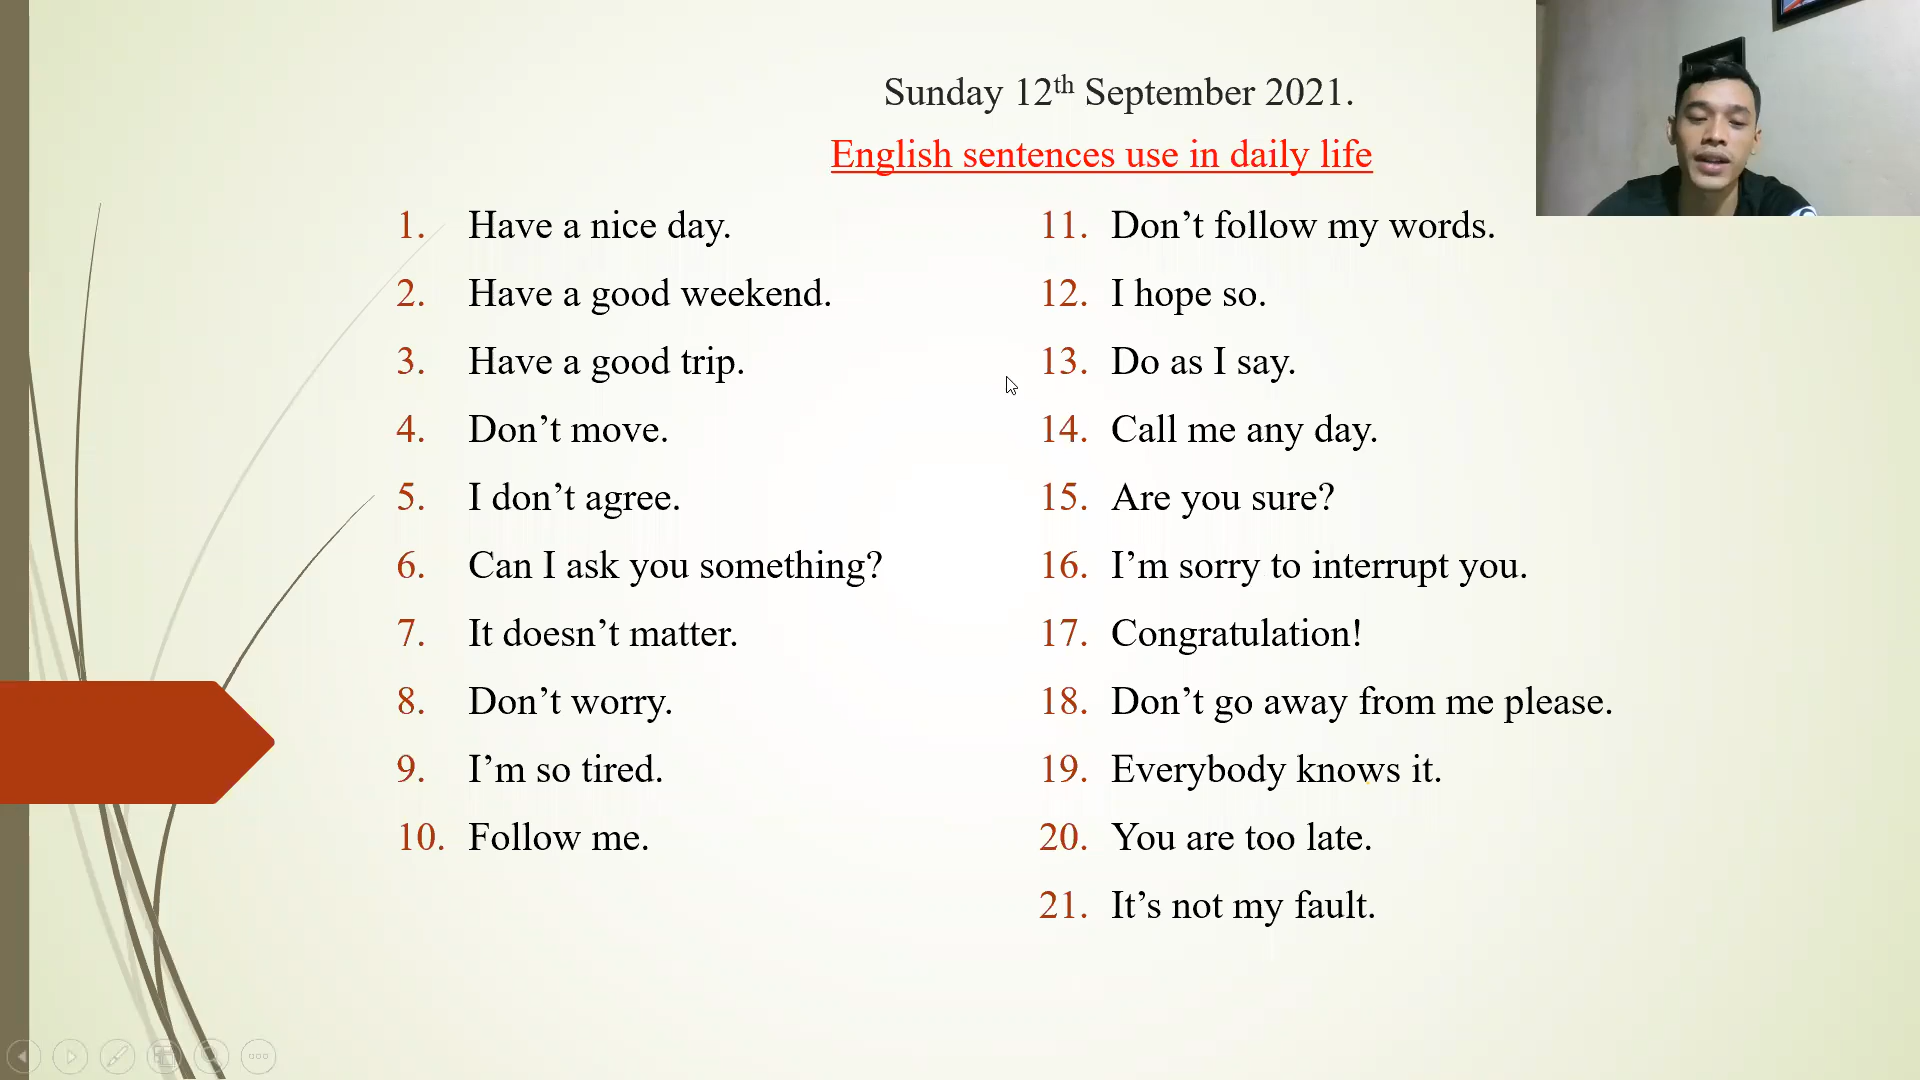 Sunday 12th September 2021.
English sentences use in daily life
1. Have a nice day.
2. Have a good weekend.
3. Have a good trip.
4. Don’t move.
5. I don’t agree.
6. Can I ask you something?
7. It doesn’t matter.
8. Don’t worry.
9. I’m so tired.
10. Follow me.
11. Don’t follow my words.
12. I hope so.
13. Do as I say.
14. Call me any day.
15. Are you sure?
16. I’m sorry to interrupt you.
17. Congratulation!
18. Don’t go away from me please.
19. Everybody knows it.
20. You are too late.
21. It’s not my fault.